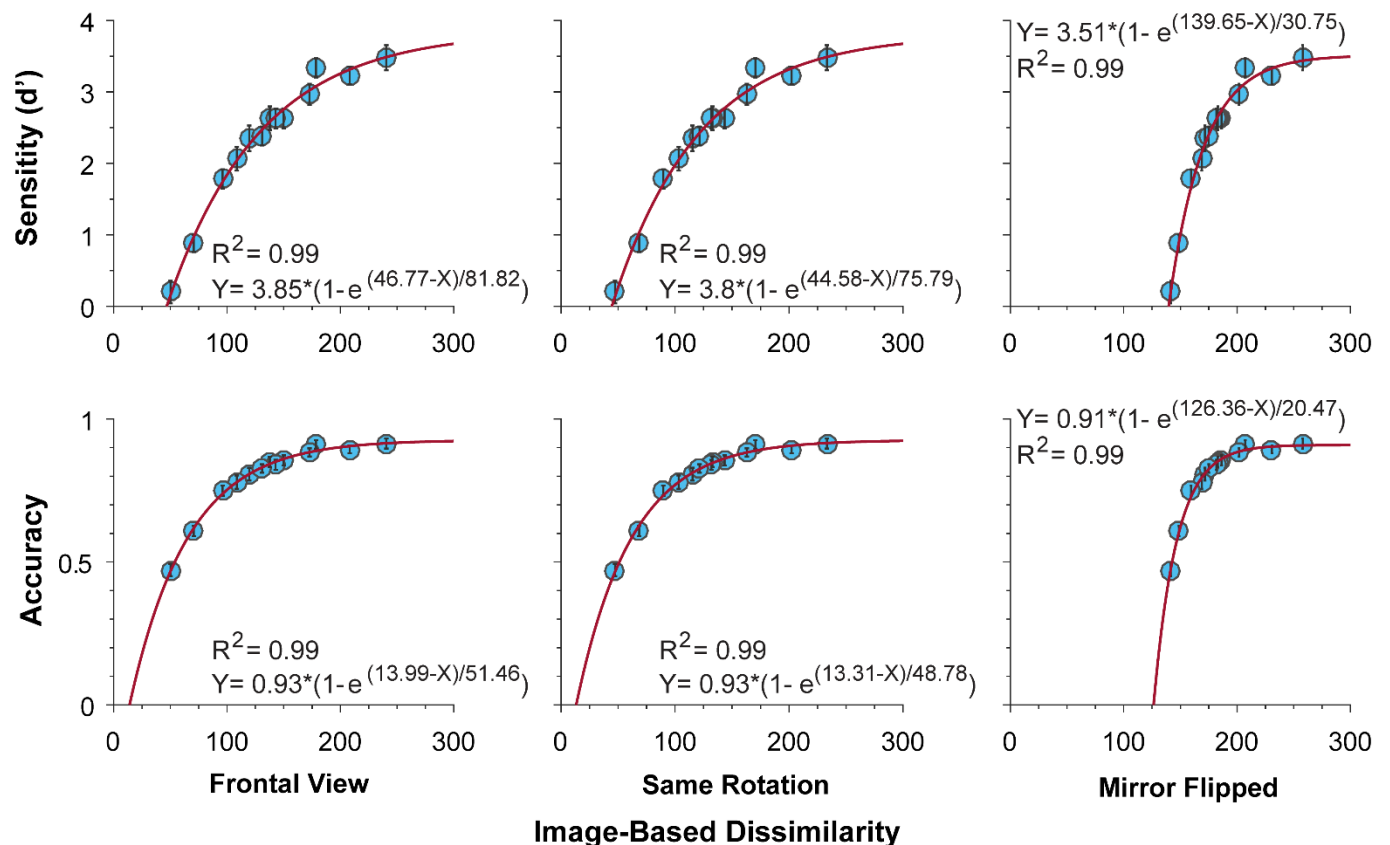 Sensitity (d’)
4
3
2
1
0
R2 = 0.99
Y= 3.85*(1- e(46.77-X)/81.82)
0 100 200 300
R2 = 0.99
Y= 3.8*(1- e(44.58-X)/75.79)
0 100 200 300
Y= 3.51*(1- e(139.65-X)/30.75)
R2 = 0.99
0 100 200 300
Accuracy
1
0.5
0
R2 = 0.99
Y= 0.93*(1- e(13.99-X)/51.46)
0 100 200 300
Frontal View
R2 = 0.99
Y= 0.93*(1- e(13.31-X)/48.78)
0 100 200 300
Same Rotation
Y= 0.91*(1- e(126.36-X)/20.47)
R2 = 0.99
0 100 200 300
Mirror Flipped
Image-Based Dissimilarity